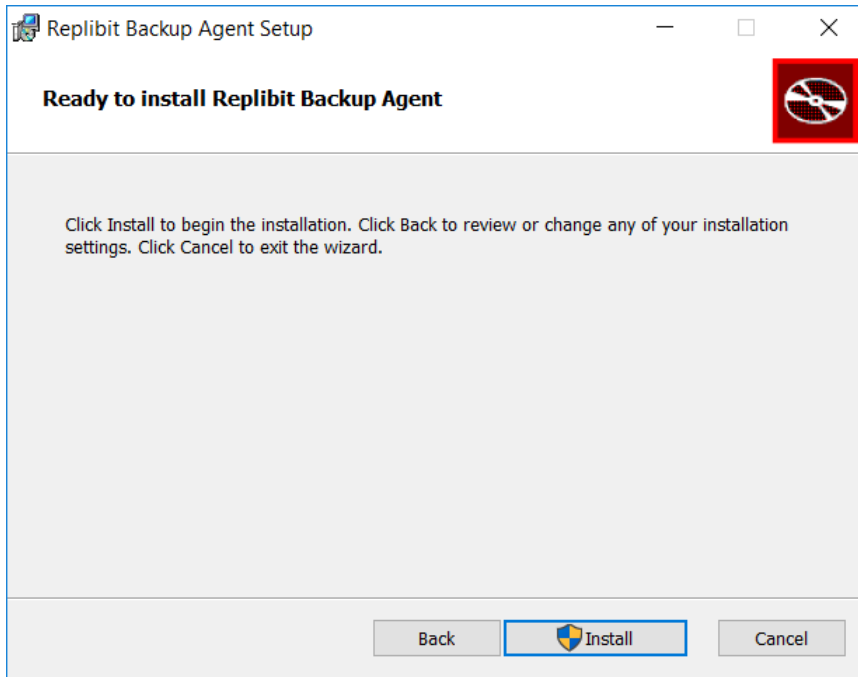 Replibit Backup Agent Setup
Ready to install Replibit Backup Agent
Click Install to begin the installation. Click Back to review or change any of your installation
settings. Click Cancel to exit the wizard.
Back
Install
Cancel